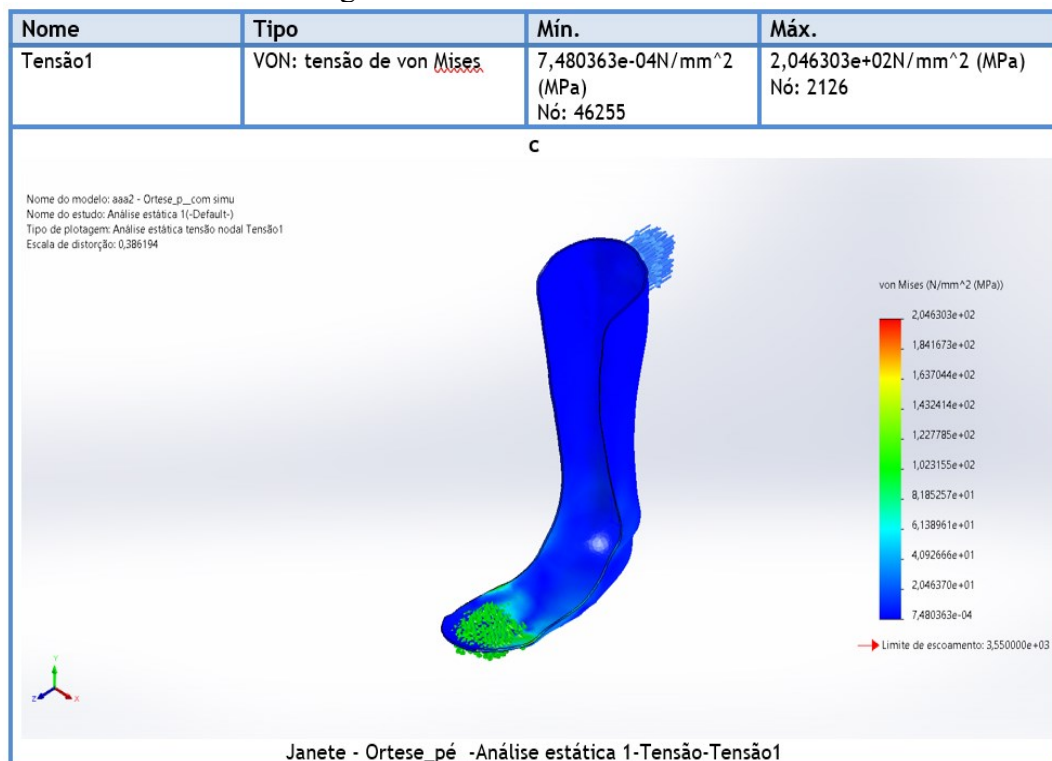 Nome Tipo Mín. Máx.
Tensão1 VON: tensão de von Mises 7,480363e-04N/mm^2 2,046303e+02N/mm^2 (MPa)
(MPa) Nó: 2126
Nó: 46255
c
Nome do modelo: aaa2 - Ortese_p__com simu
Nome do estudo: Análise estática 1(-Default-)
Tipo de plotagem: Análise estática tensão nodal Tensão1
Escala de distorção: 0,386194
von Mises (N/mm^2 (MPa))
2,046303e+02
1,841673e+02
1,637044e+02
1,432414e+02
1,227785e+02
1,023155e+02
8,185257e+01
6,138961e+01
4,092666e+01
2,046370e+01
7,480363e-04
Limite de escoamento: 3,550000e+03
Y
Z X
Janete - Ortese_pé -Análise estática 1-Tensão-Tensão1